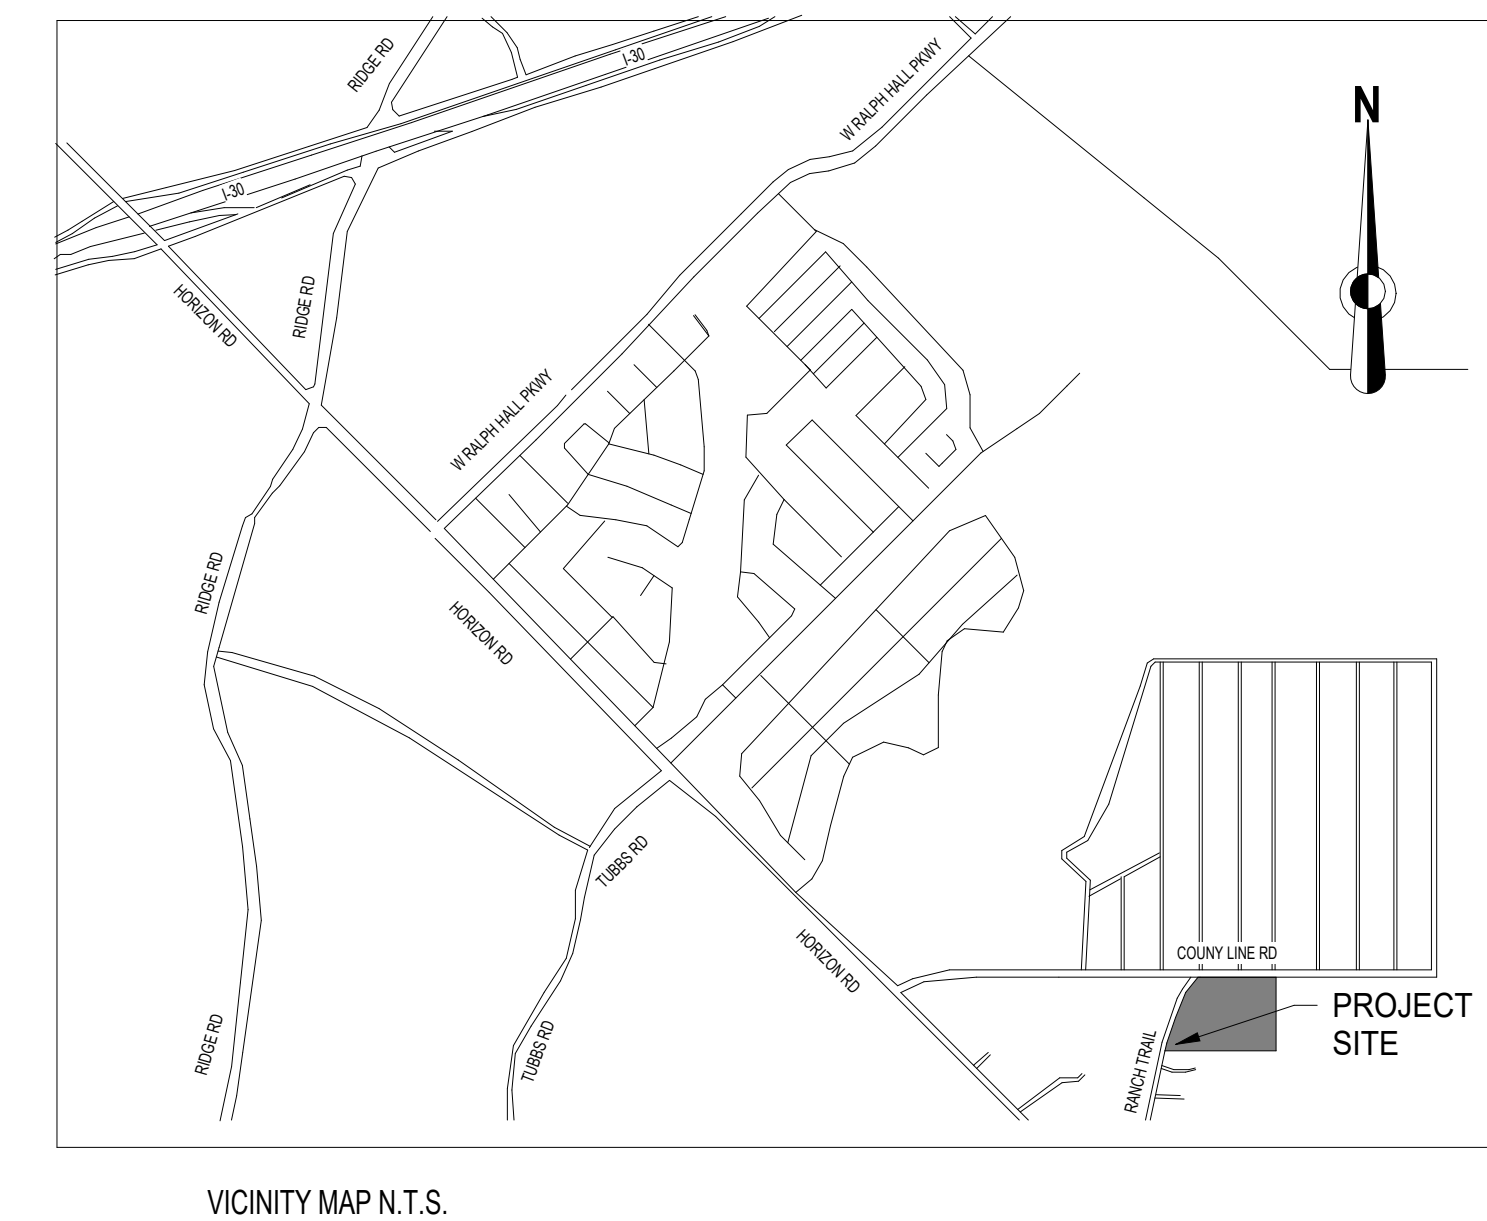 RIDGE RD
I-30
W RALPH HALL PKWY
N
I-30
HORIZON RD
RIDGE RD
W RALPH HALL PKWY
RIDGE RD
HORIZON RD
TUBBS RD
HORIZON RD
COUNY LINE RD
PROJECT
SITE
RIDGE RD
TUBBS RD
RANCH TRAIL
VICINITY MAP N.T.S.